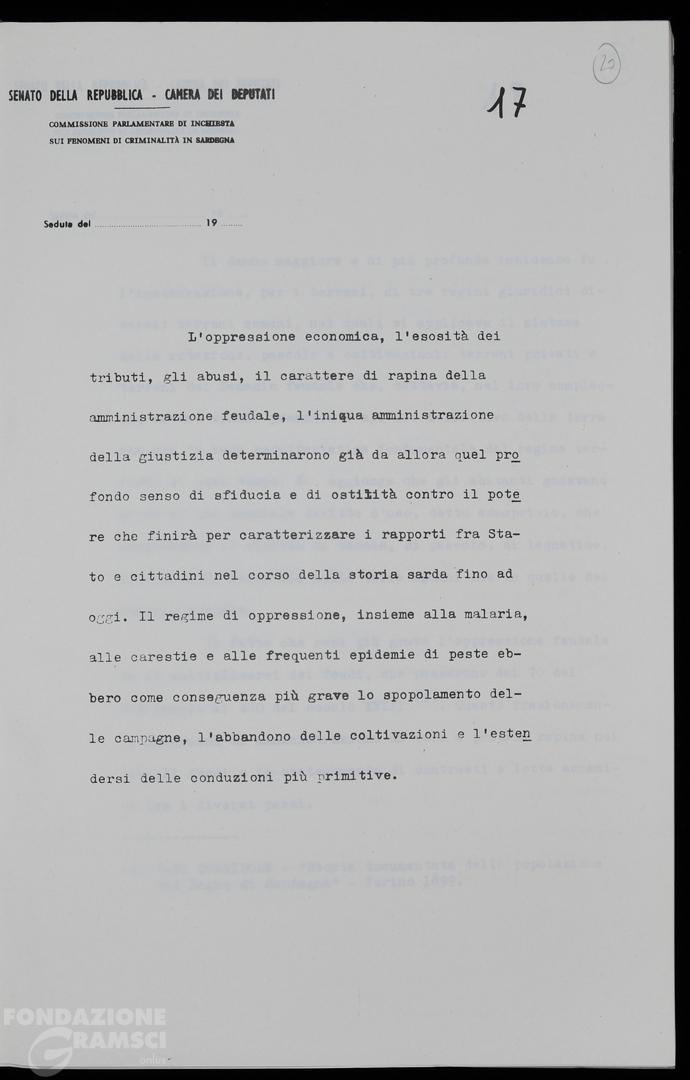 20
SENATO DELLA REPUBBLICA - CAMERA DEI DEPUTATI
17
COMMISSIONE PARLAMENTARE DI INCHIESTA
SUI FENOMENI DI CRIMINALITÀ IN SARDEGNA
Seduta del ........................................ 19 ........
L'oppressione economica, l'esosità dei
tributi, gli abusi, il carattere di rapina della
amministrazione feudale, l'iniqua amministrazione
della giustizia determinarono già da allora quel pro
fondo senso di sfiducia e di ostilità contro il pote
re che finirà per caratterizzare i rapporti fra Sta-
to e cittadini nel corso della storia sarda fino ad
oggi. Il regime di oppressione, insieme alla malaria,
alle carestie e alle frequenti epidemie di peste eb-
bero come conseguenza più grave lo spopolamento del-
le campagne, l'abbandono delle coltivazioni e l'esten
dersi delle conduzioni più primitive.
FONDAZIONE
GRAMSCI
onlus